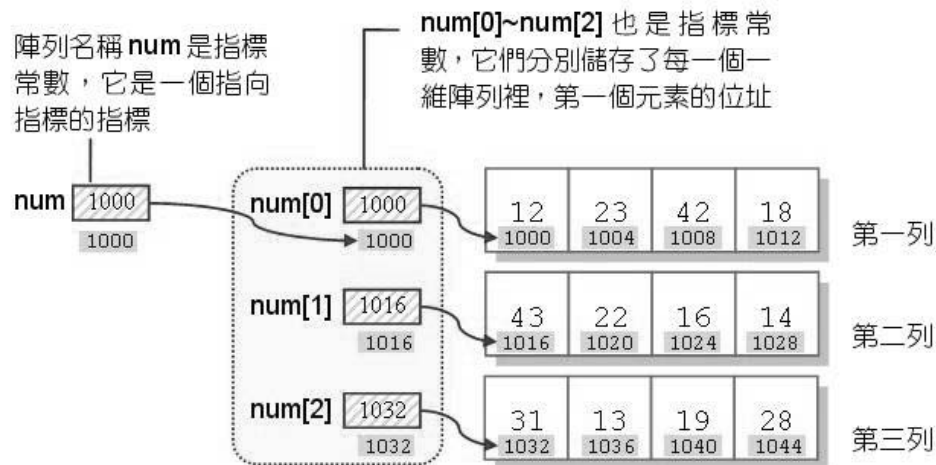 陣列名稱 num 是指標
常數，它是一個指向
指標的指標
num[0]~num[2] 也是指標常
數，它們分別儲存了每一個一
維陣列裡，第一個元素的位址
num 1000
1000
num[0] 1000
1000
12 23 42 18
1000 1004 1008 1012
第一列
num[1] 1016
1016
43 22 16 14
1016 1020 1024 1028
第二列
num[2] 1032
1032
31 13 19 28
1032 1036 1040 1044
第三列